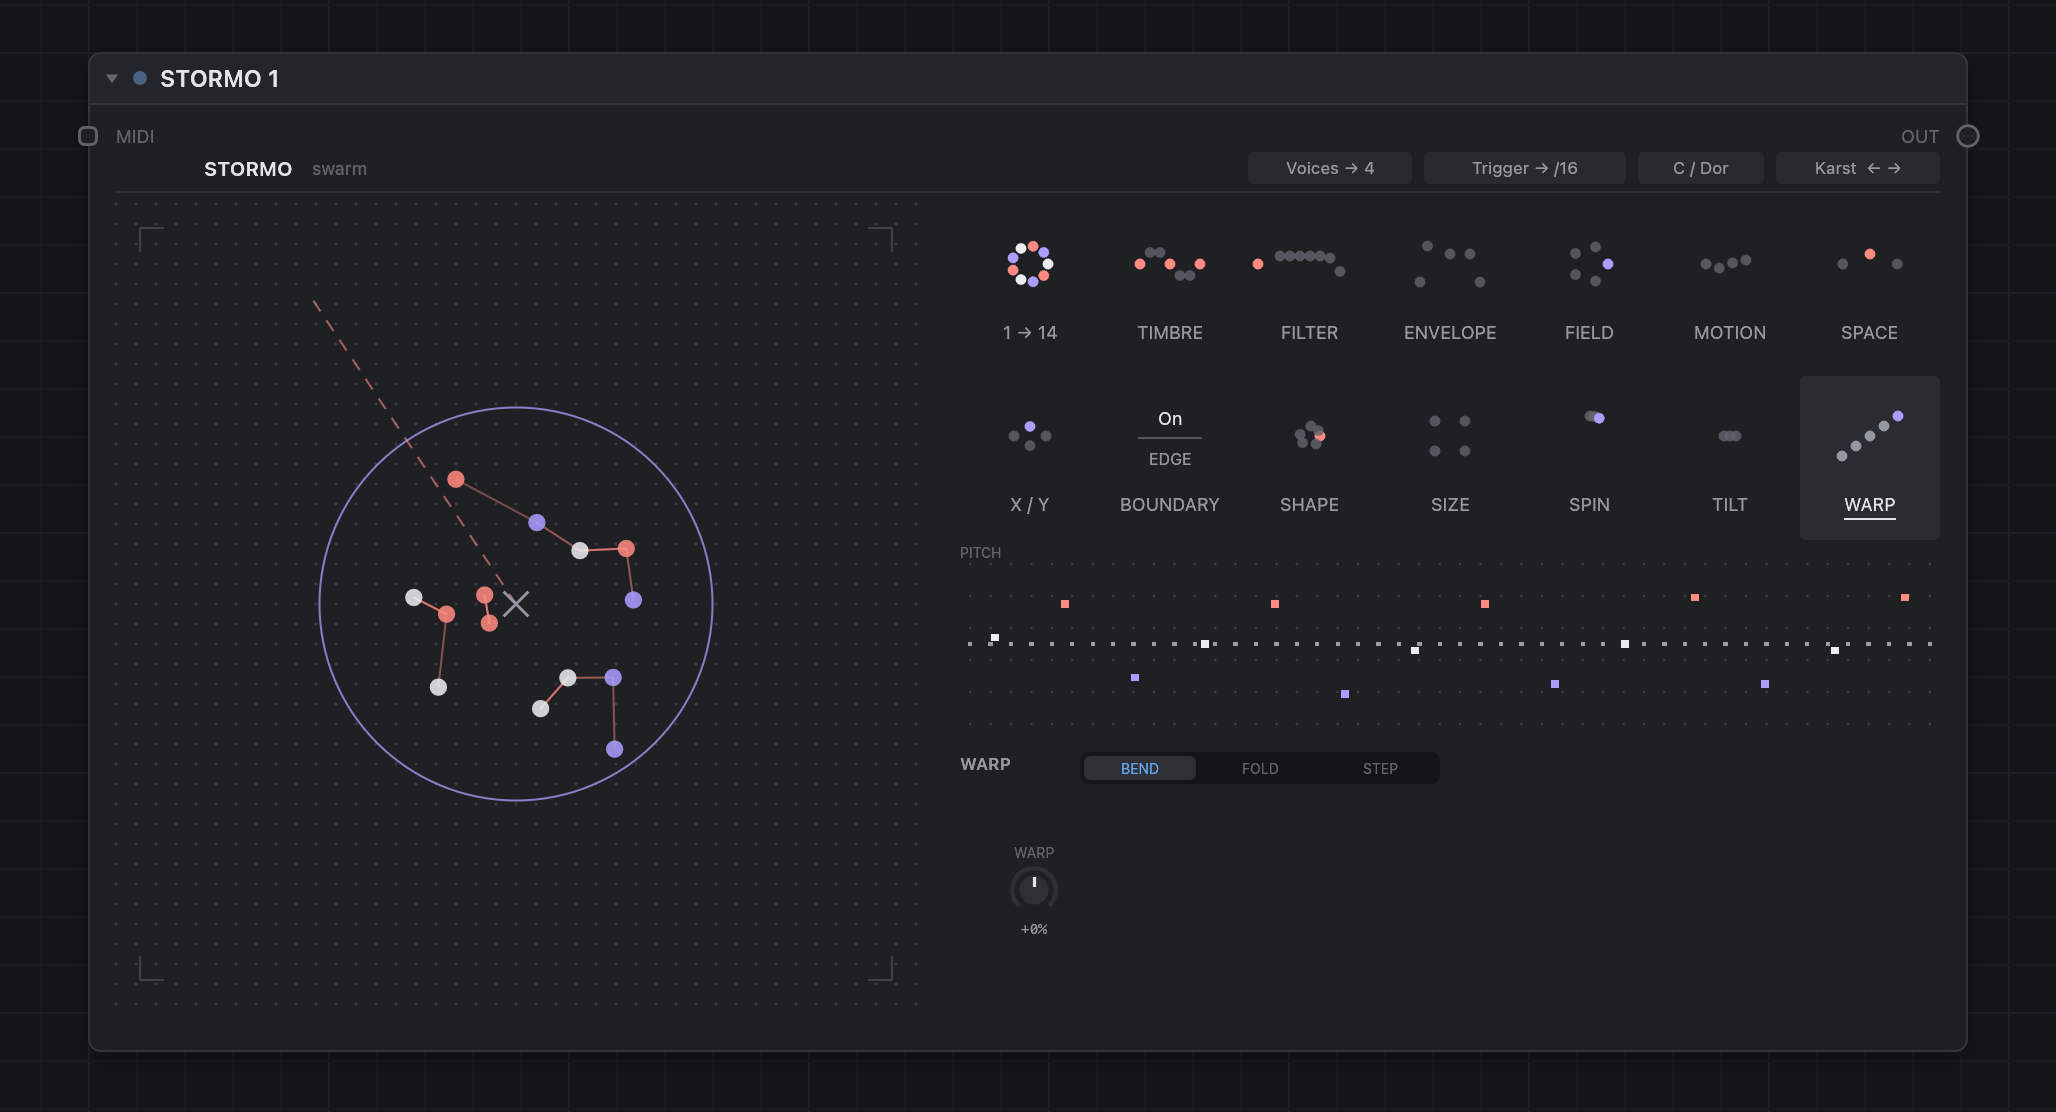 STORMO 1
MIDI
OUT
STORMO swarm
Voices → 4
Trigger → /16
C / Dor
Karst ← →
1 → 14
TIMBRE
FILTER
ENVELOPE
FIELD
MOTION
SPACE
On
EDGE
X / Y
BOUNDARY
SHAPE
SIZE
SPIN
TILT
WARP
PITCH
WARP
BEND
FOLD
STEP
WARP
+0%